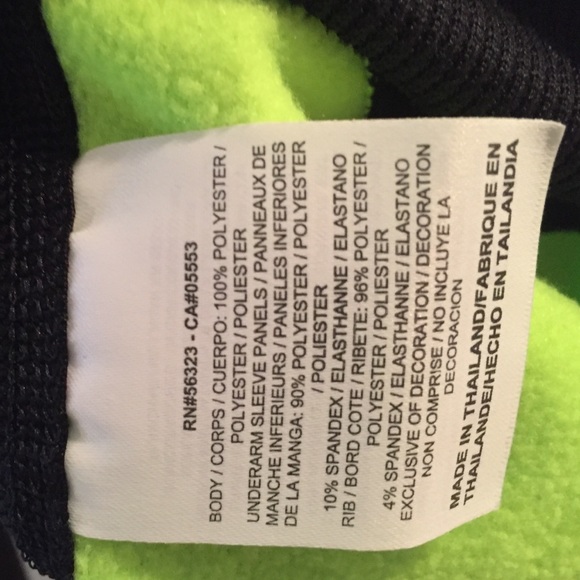 RN#56323 - CA#05553
BODY / CORPS / CUERPO: 100% POLYESTER /
POLYESTER / POLIESTER
UNDERARM SLEEVE PANELS / PANNEAUX DE
MANCHE INFERIEURS / PANELES INFERIORES
DE LA MANGA: 90% POLYESTER / POLYESTER
/ POLIESTER
10% SPANDEX / ELASTHANNE / ELASTANO
RIB / BORD COTE / RIBETE: 96% POLYESTER /
POLYESTER / POLIESTER
4% SPANDEX / ELASTHANNE / ELASTANO
EXCLUSIVE OF DECORATION / DECORATION
NON COMPRISE / NO INCLUYE LA
DECORACION
MADE IN THAILAND/FABRIQUE EN
THAILANDE/HECHO EN TAILANDIA